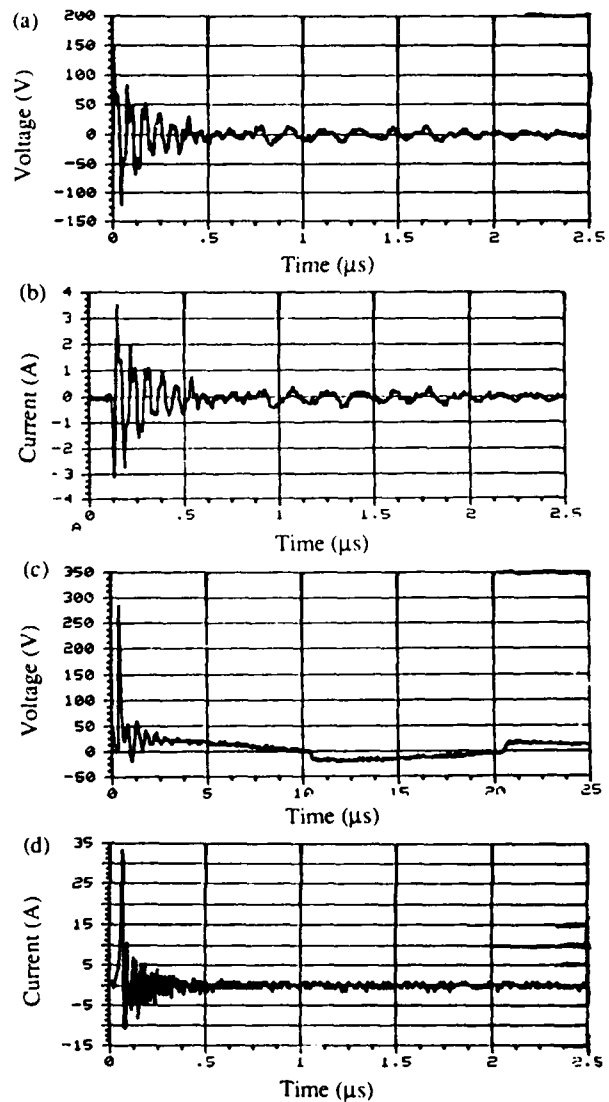 (a)
200
150
100
50
0
-50
-100
-150
Voltage (V)
0 .5 1 1.5 2 2.5
Time (μs)
(b)
4
3
2
1
0
-1
-2
-3
-4
Current (A)
0 .5 1 1.5 2 2.5
A
Time (μs)
(c)
350
300
250
200
150
100
50
0
-50
Voltage (V)
0 5 10 15 20 25
Time (μs)
(d)
35
25
15
5
-5
-15
Current (A)
0 .5 1 1.5 2 2.5
Time (μs)